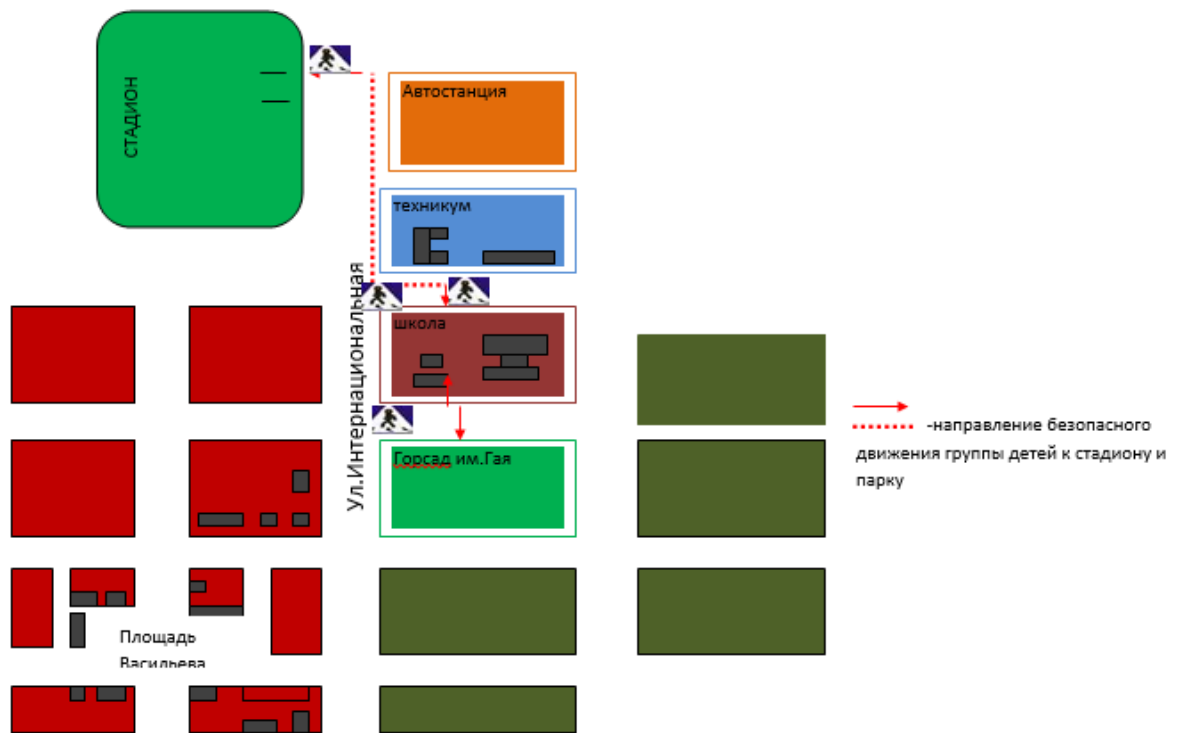 СТАДИОН
Автостанция
техникум
Ул.Интернациональная
школа
Горсад им.Гая
-направление безопасного
движения группы детей к стадиону и
парку
Площадь
Васильева